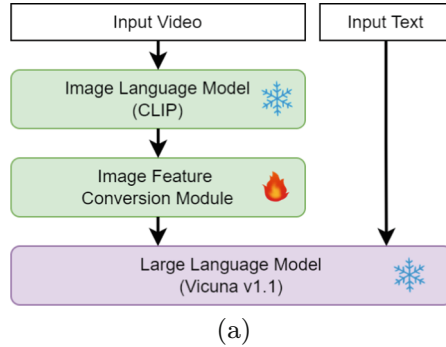 Input Video
Input Text
Image Language Model
(CLIP)
Image Feature
Conversion Module
Large Language Model
(Vicuna v1.1)
(a)